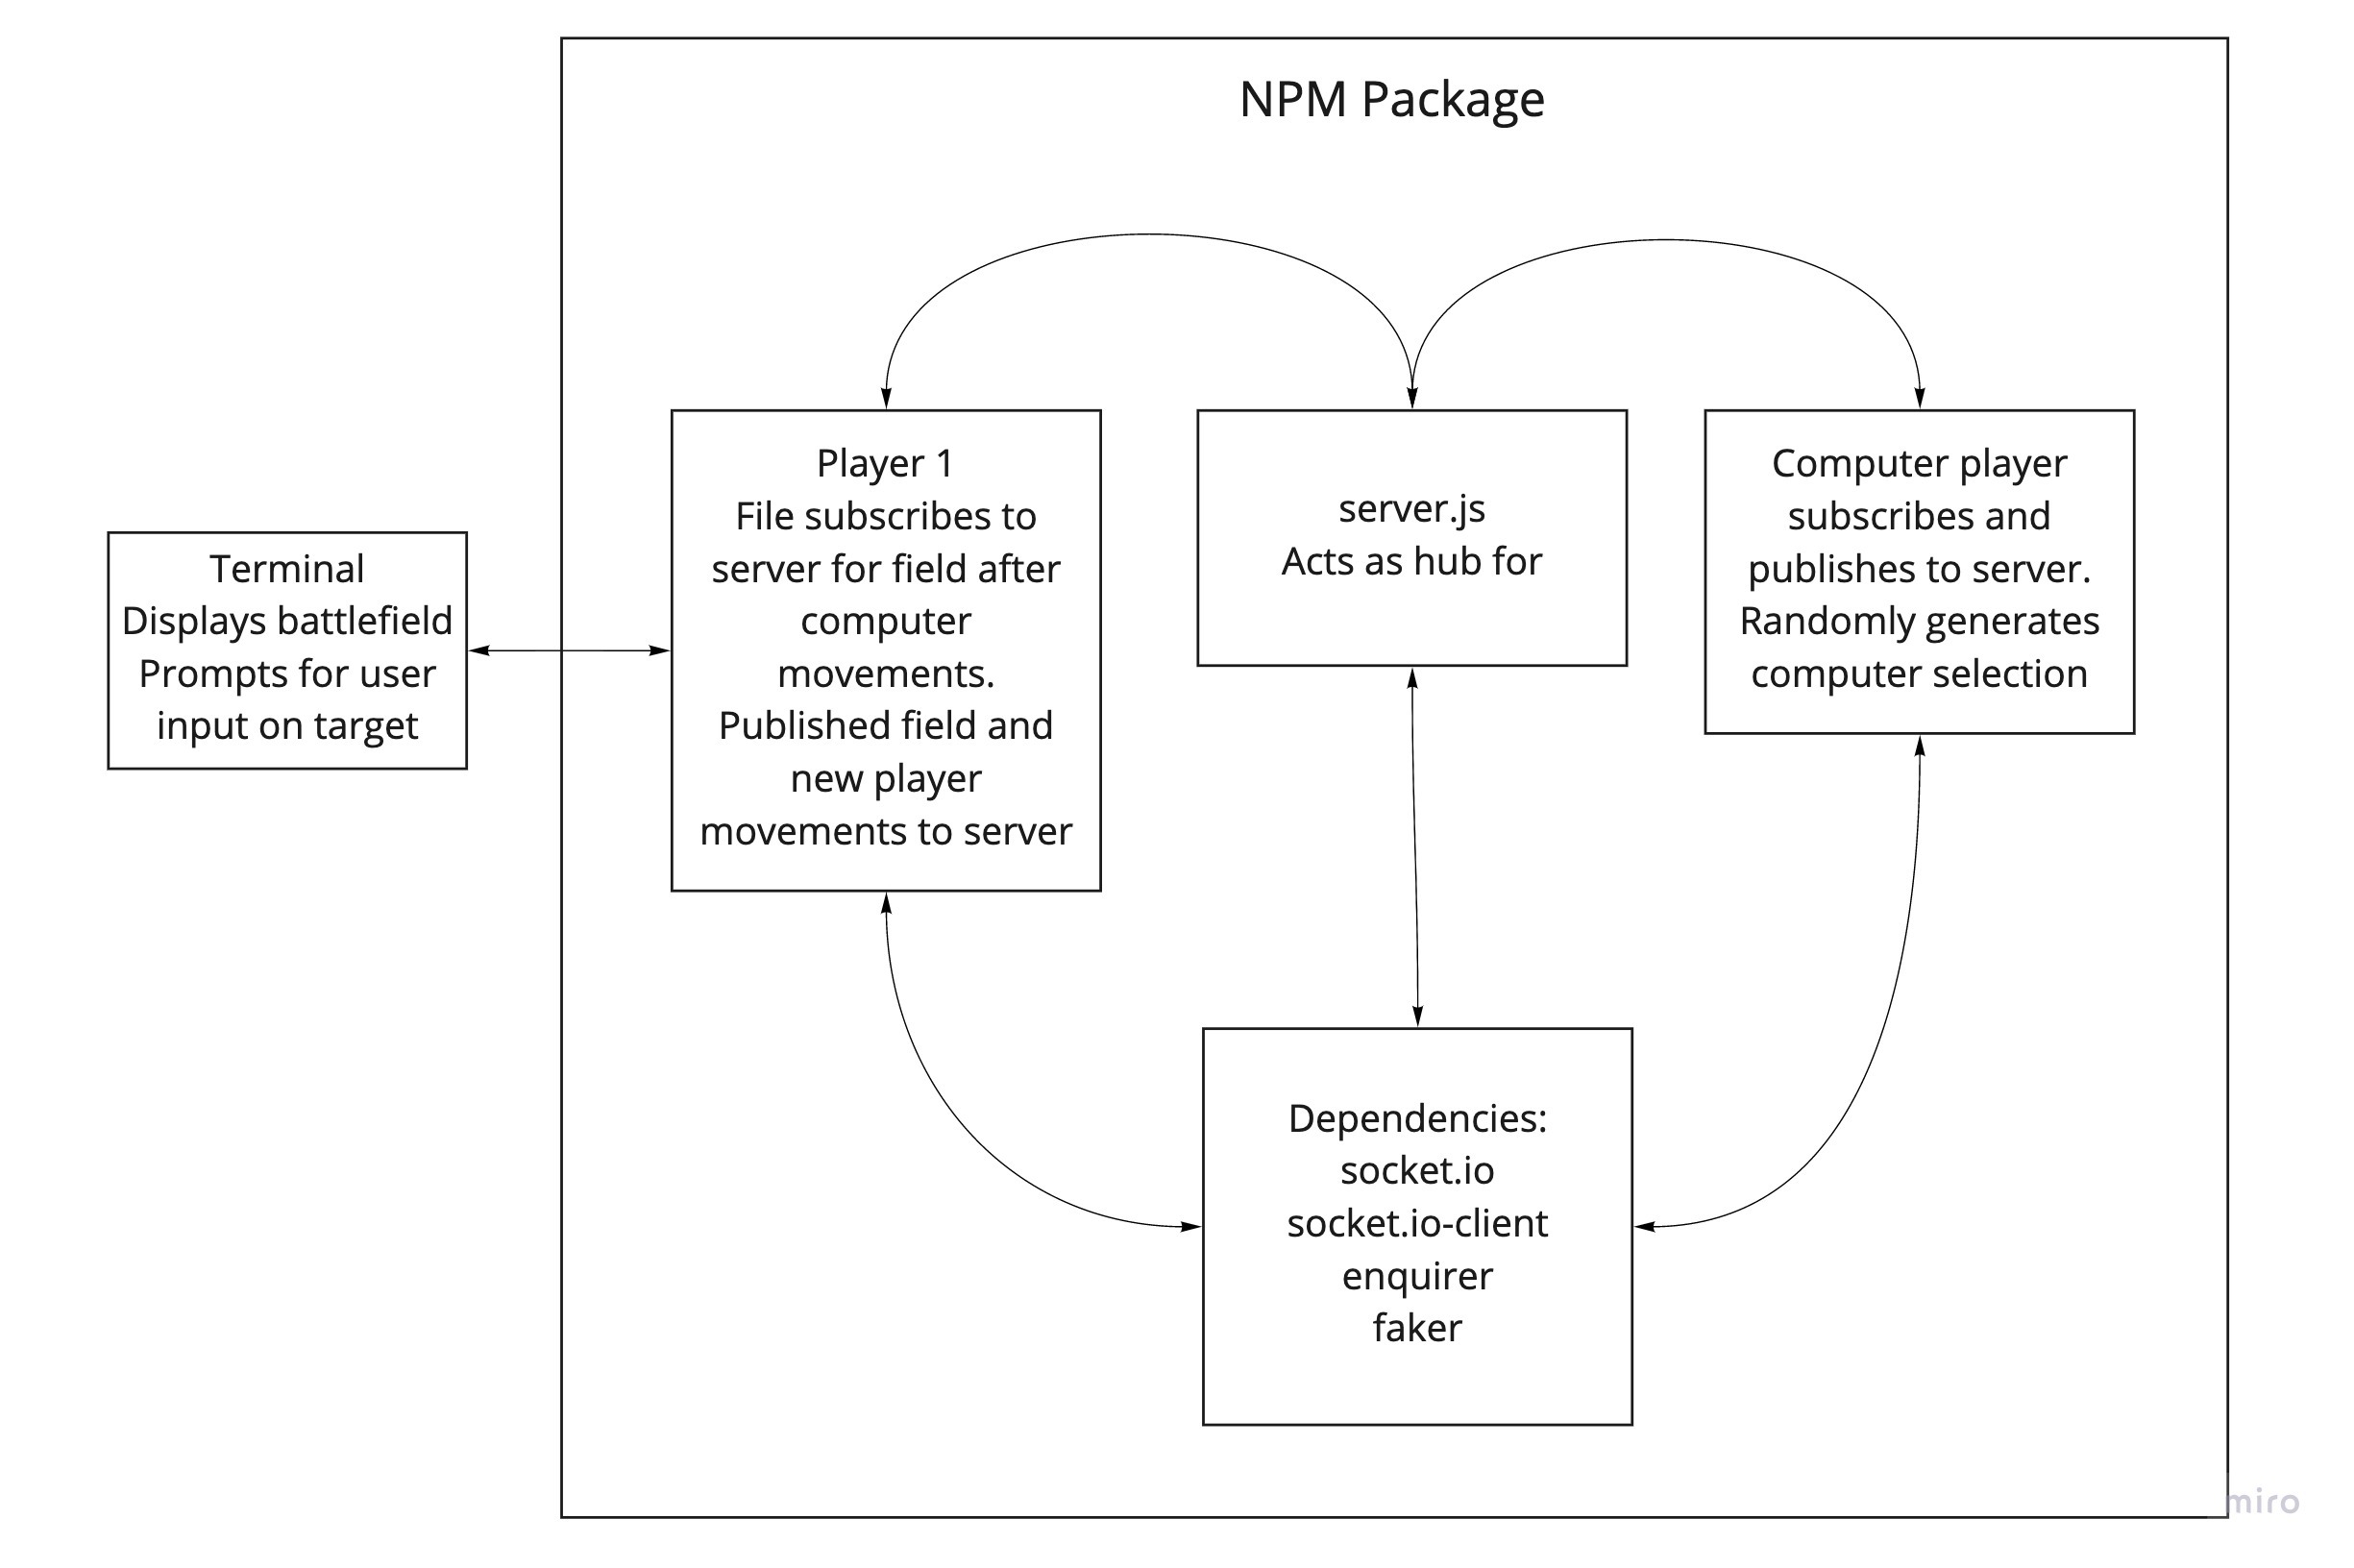 NPM Package
Terminal
Displays battlefield
Prompts for user
input on target
Player 1
File subscribes to
server for field after
computer
movements.
Published field and
new player
movements to server
server.js
Acts as hub for
Computer player
subscribes and
publishes to server.
Randomly generates
computer selection
Dependencies:
socket.io
socket.io-client
enquirer
faker
miro